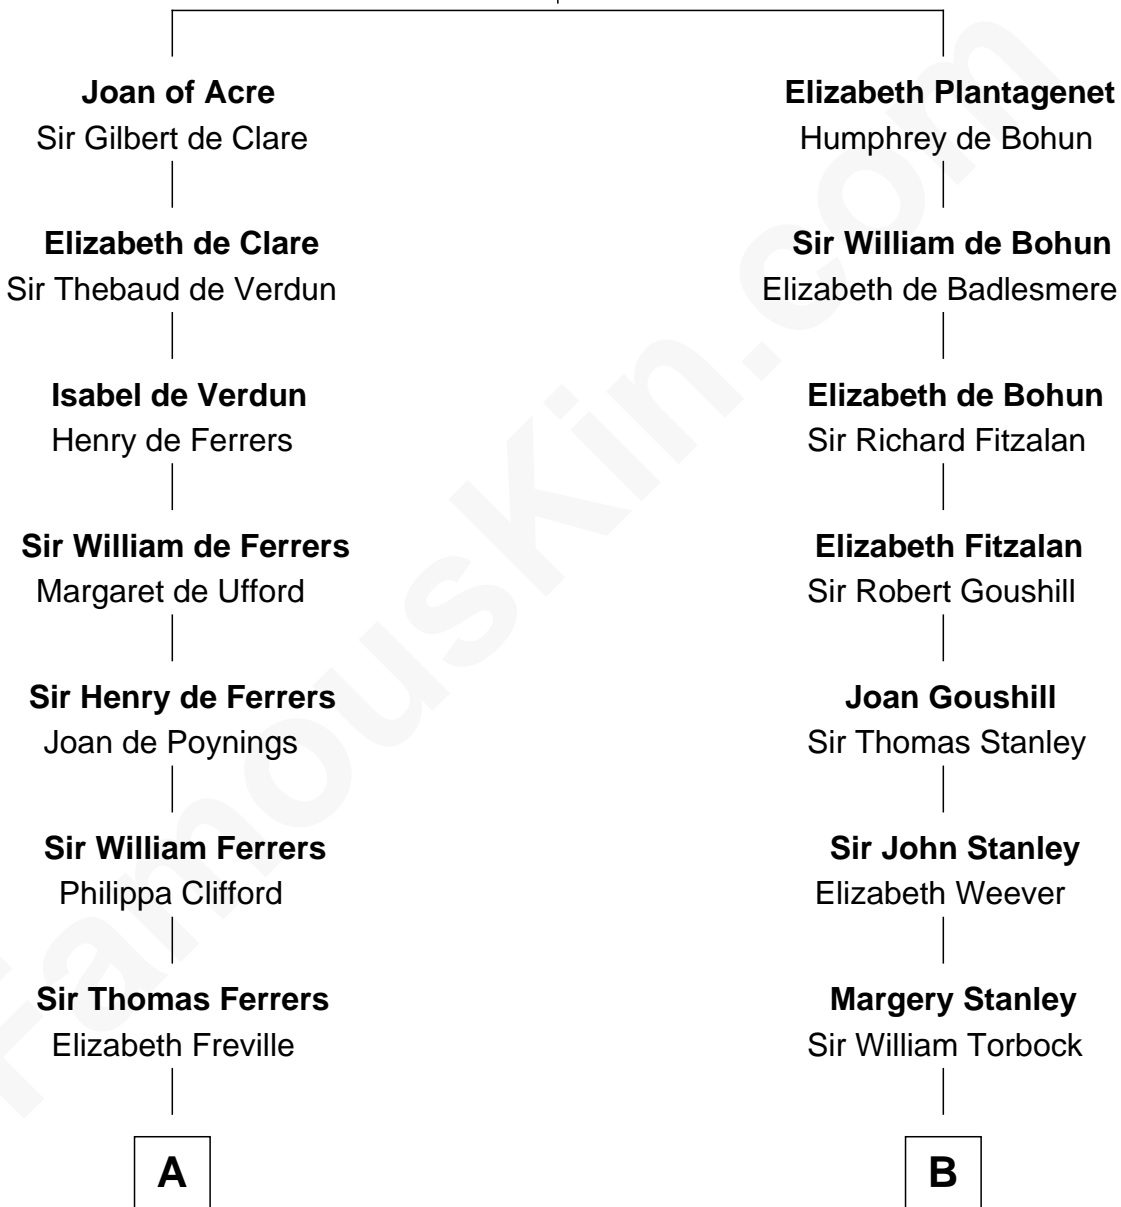 Joan of Acre
Sir Gilbert de Clare
Elizabeth de Clare
Sir Thebaud de Verdun
Isabel de Verdun
Henry de Ferrers
Sir William de Ferrers
Margaret de Ufford
Sir Henry de Ferrers
Joan de Poynings
Sir William Ferrers
Philippa Clifford
Sir Thomas Ferrers
Elizabeth Freville
A
Elizabeth Plantagenet
Humphrey de Bohun
Sir William de Bohun
Elizabeth de Badlesmere
Elizabeth de Bohun
Sir Richard Fitzalan
Elizabeth Fitzalan
Sir Robert Goushill
Joan Goushill
Sir Thomas Stanley
Sir John Stanley
Elizabeth Weever
Margery Stanley
Sir William Torbock
B
FamousKin.com